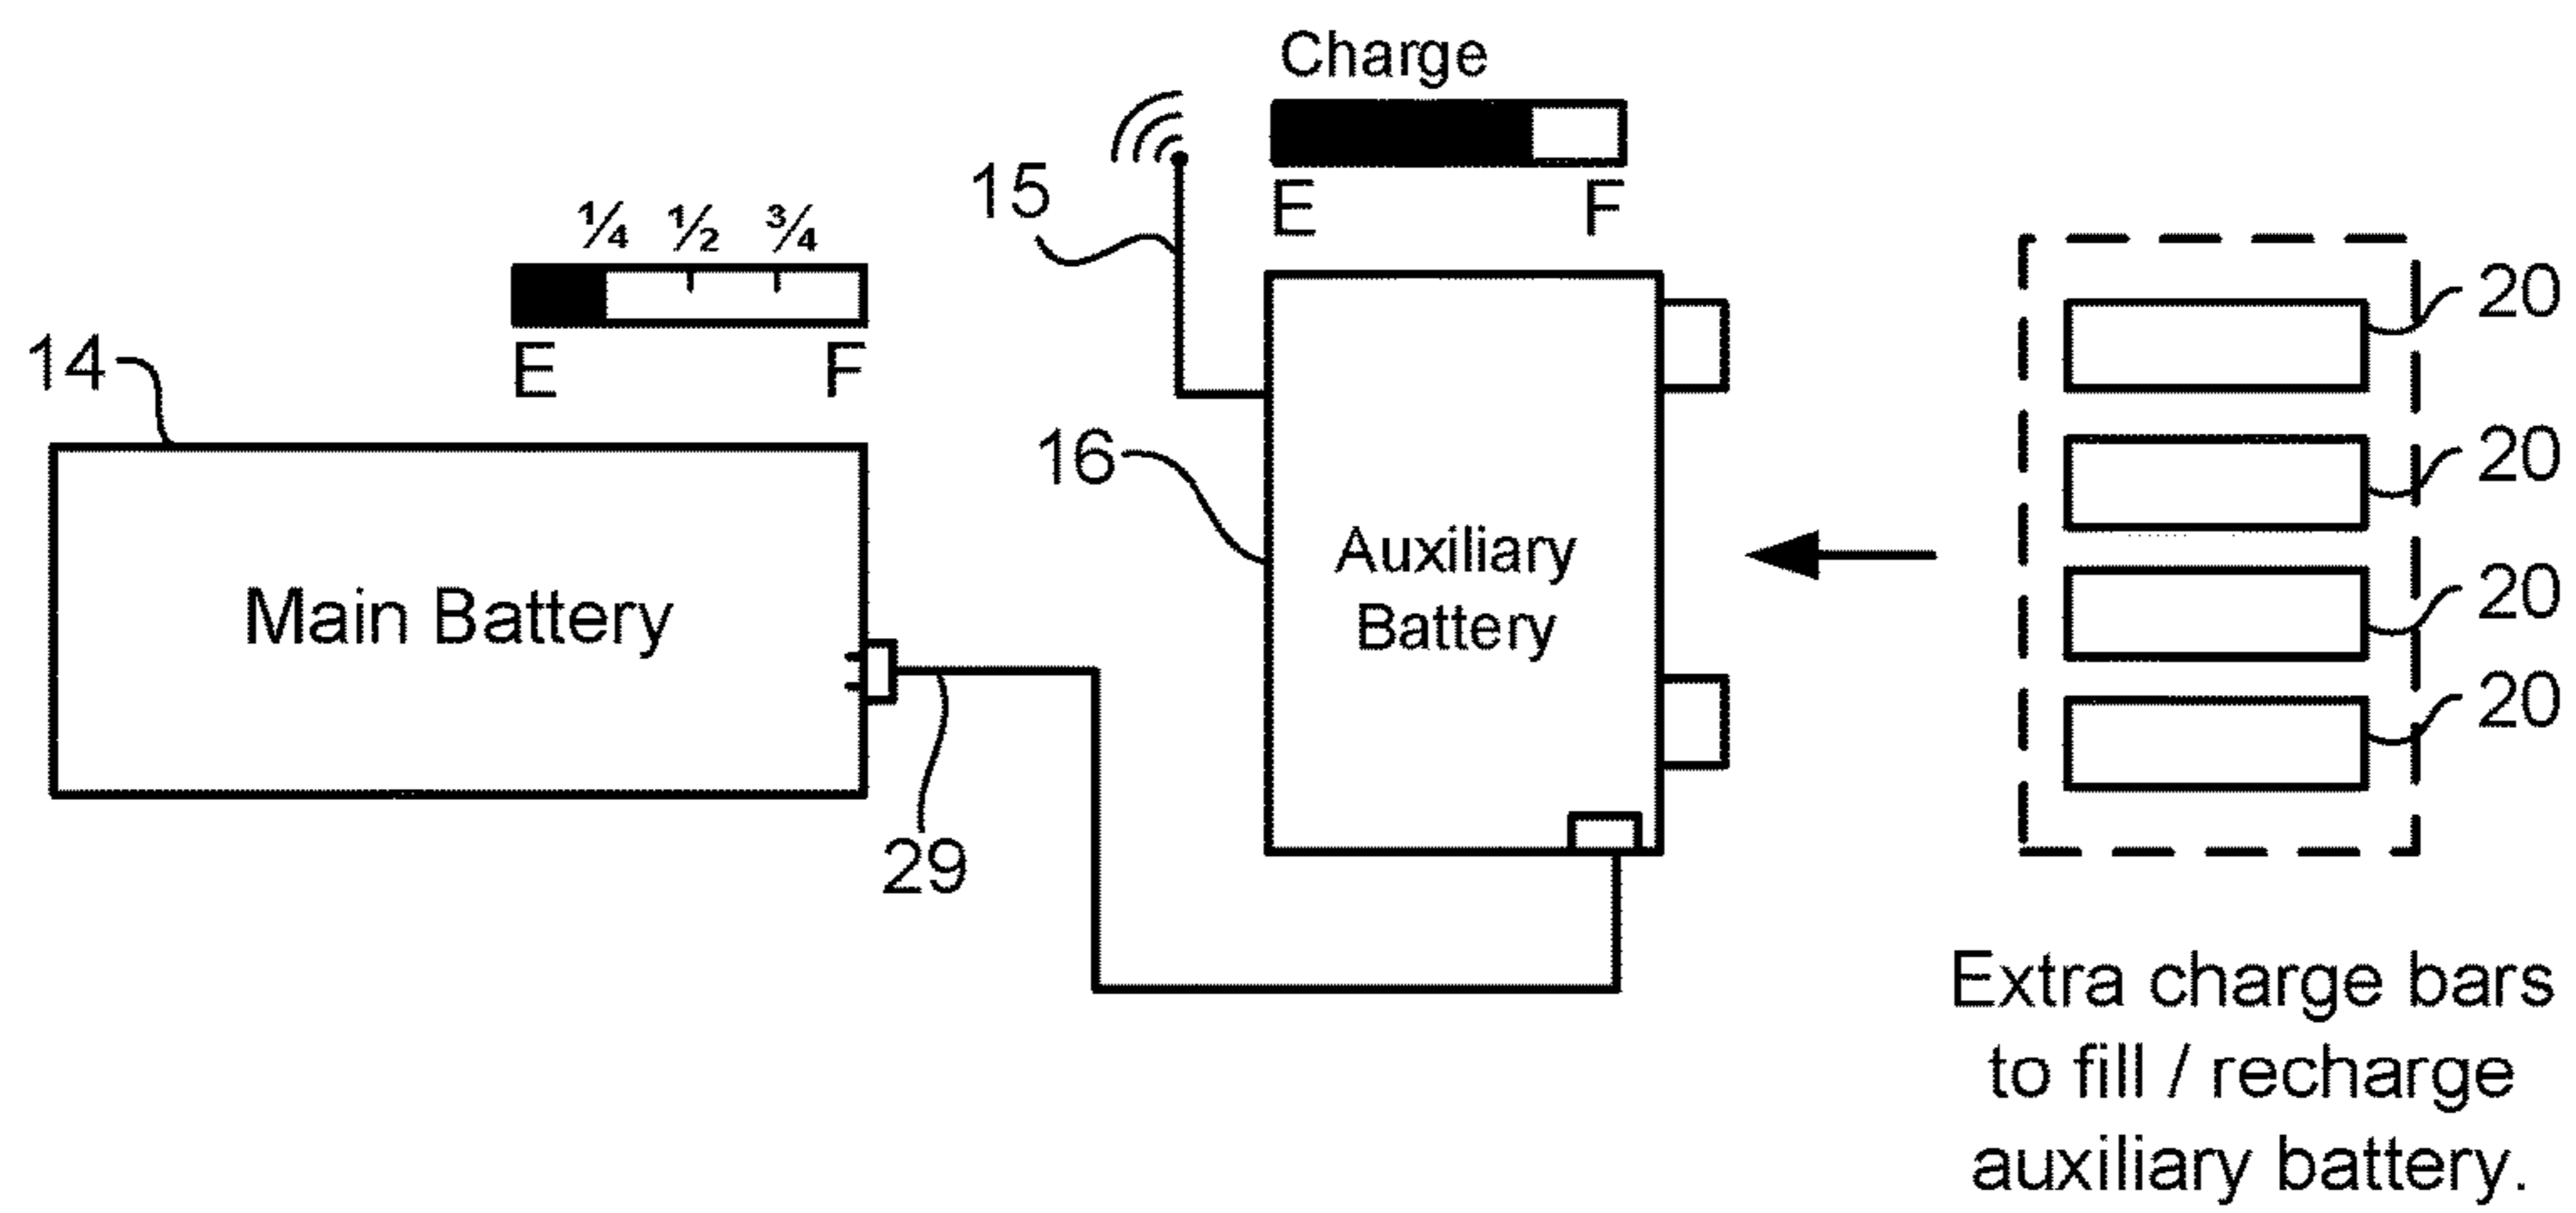 Charge
15
E F
¼ ½ ¾
E F
14
20
20
20
20
16
Auxiliary
Battery
Main Battery
29
Extra charge bars
to fill / recharge
auxiliary battery.